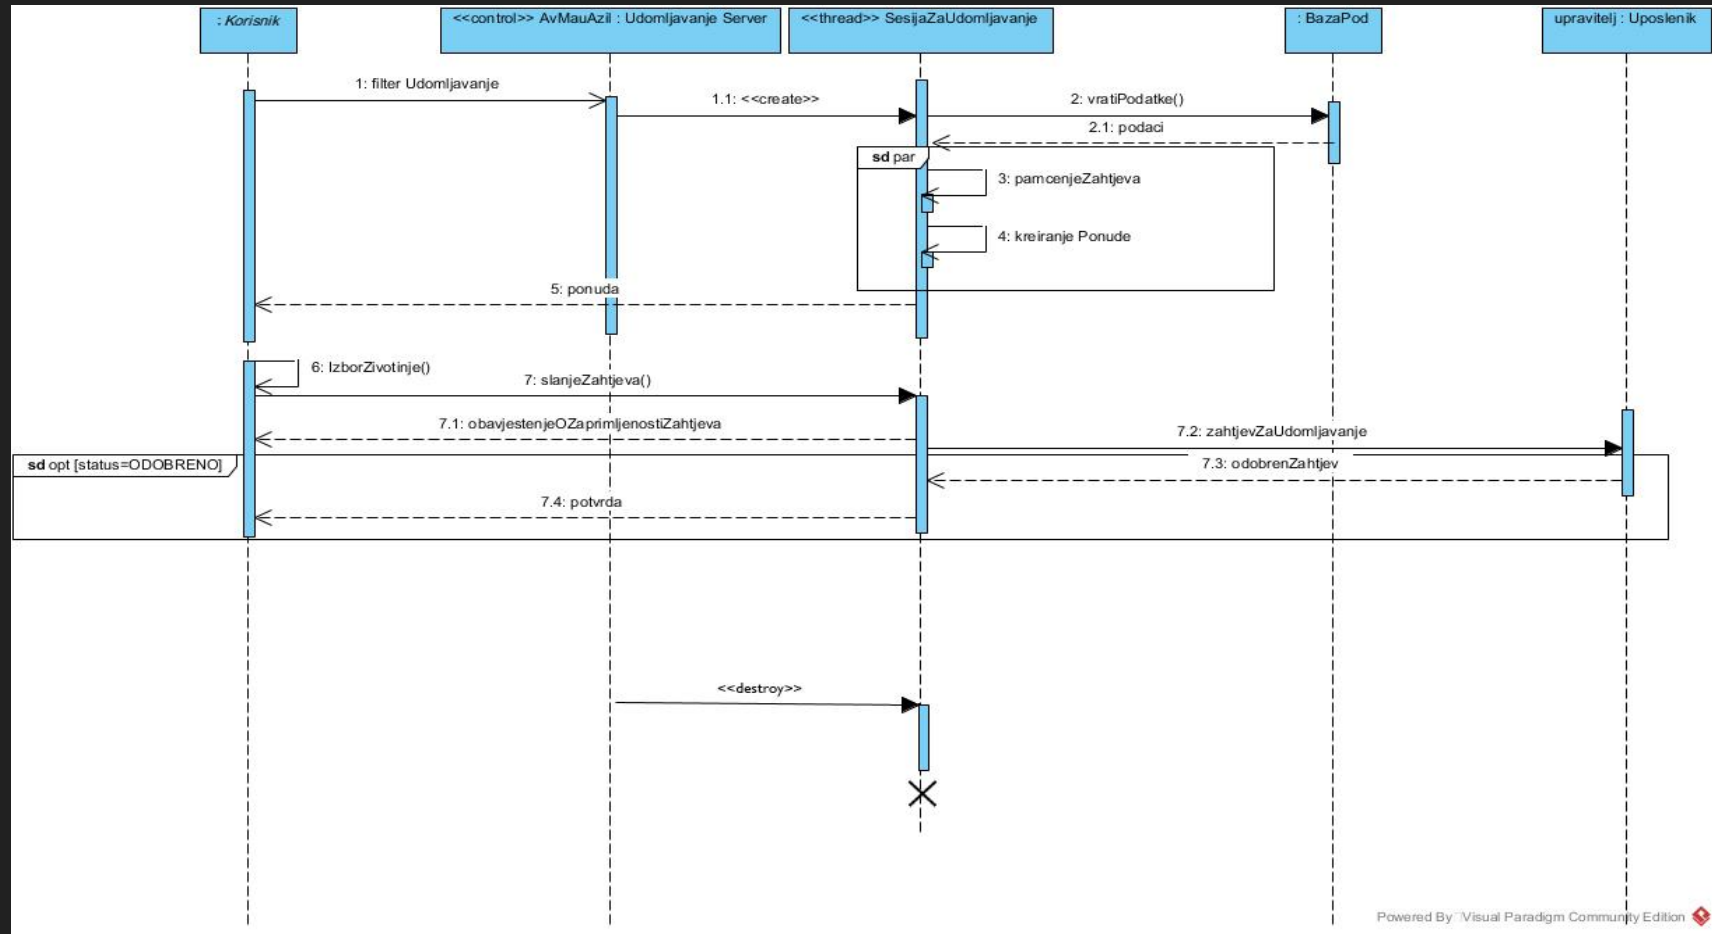 : Korisnik
<<control>> AvMauAzil : Udomljavanje Server
<<thread>> SesijaZaUdomljavanje
: BazaPod
upravitelj : Uposlenik
1: filter Udomljavanje
1.1: <<create>>
2: vratiPodatke()
2.1: podaci
sd par
3: pamcenjeZahtjeva
4: kreiranje Ponude
5: ponuda
6: IzborZivotinje()
7: slanjeZahtjeva()
7.1: obavjestenjeOZaprimljenostiZahtjeva
7.2: zahtjevZaUdomljavanje
sd opt [status=ODOBRENO]
7.3: odobrenZahtjev
7.4: potvrda
<<destroy>>
Powered By Visual Paradigm Community Edition